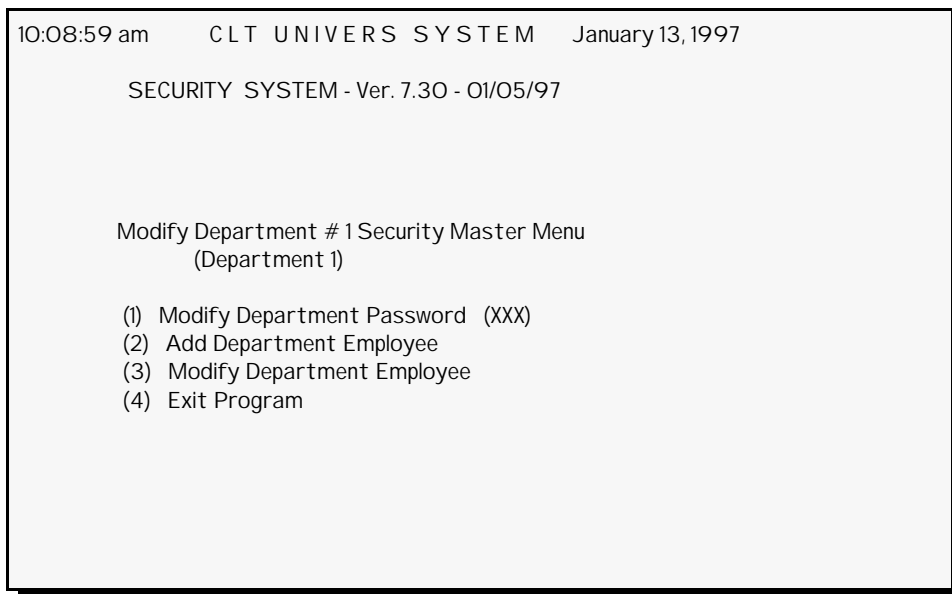 10:08:59 am CLT UNIVERS SYSTEM January 13, 1997
SECURITY SYSTEM - Ver. 7.30 - 01/05/97
Modify Department # 1 Security Master Menu
(Department 1)
(1) Modify Department Password (XXX)
(2) Add Department Employee
(3) Modify Department Employee
(4) Exit Program